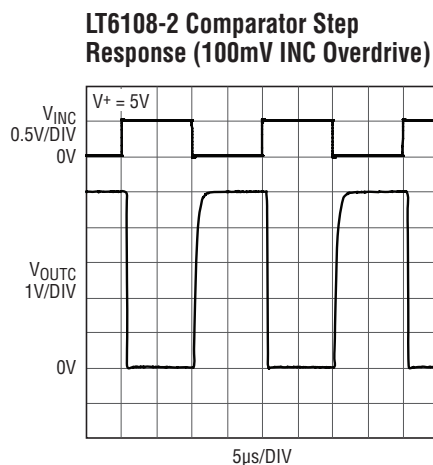 LT6108-2 Comparator Step
Response (100mV INC Overdrive)
V+ = 5V
VINC
0.5V/DIV
0V
VOUTC
1V/DIV
0V
5µs/DIV